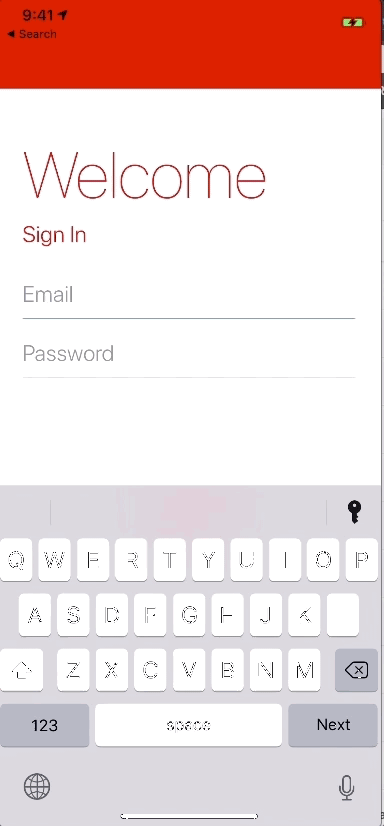 9:41
◀ Search
Welcome
Sign In
Email
Password
Q W E R T Y U I O P
A S D F G H J K
Z X C V B N M
123 space Next